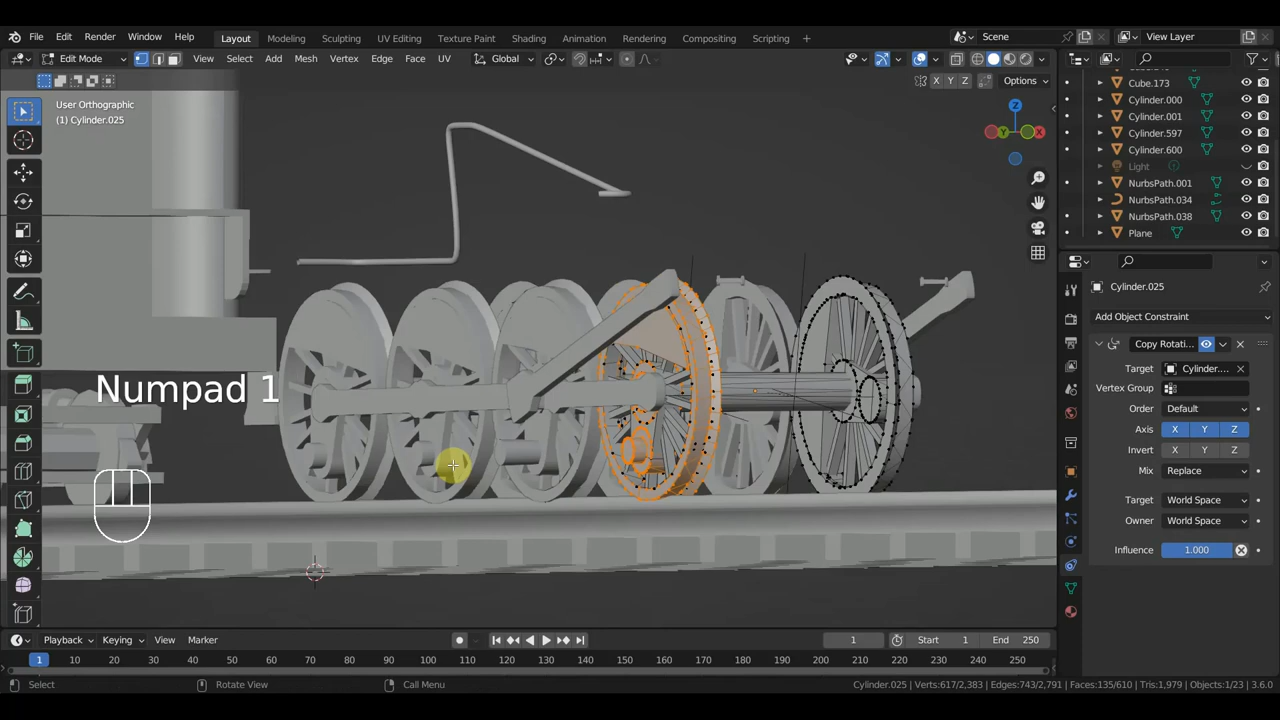 File Edit Render Window Help Layout Modeling Sculpting UV Editing Texture Paint Shading Animation Rendering Compositing Scripting + Scene View Layer
Edit Mode View Select Add Mesh Vertex Edge Face UV Global
X Y Z Options
User Orthographic
(1) Cylinder.025
Z
Y X
Numpad 1
Cube.173
Cylinder.000
Cylinder.001
Cylinder.597
Cylinder.600
Light
NurbsPath.001
NurbsPath.034
NurbsPath.038
Plane
Cylinder.025
Add Object Constraint
Copy Rotati...
Target Cylinder....
Vertex Group
Order Default
Axis X Y Z
Invert X Y Z
Mix Replace
Target World Space
Owner World Space
Influence 1.000
Playback Keying View Marker 1 Start 1 End 250
1 10 20 30 40 50 60 70 80 90 100 110 120 130 140 150 160 170 180 190 200 210 220 230 240 250
Select Rotate View Call Menu Cylinder.025 | Verts:617/2,383 | Edges:743/2,791 | Faces:135/610 | Tris:1,979 | Objects:1/23 | 3.6.0